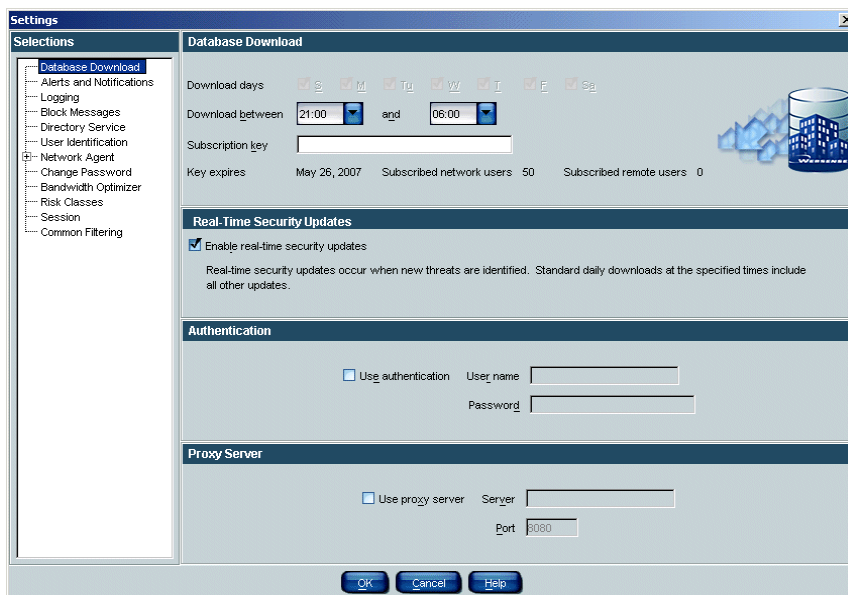 Settings
Selections
Database Download
Alerts and Notifications
Logging
Block Messages
Directory Service
User Identification
Network Agent
Change Password
Bandwidth Optimizer
Risk Classes
Session
Common Filtering
Database Download
Download days S M Tu W T F Sa
Download between 21:00 and 06:00
Subscription key
Key expires May 26, 2007 Subscribed network users 50 Subscribed remote users 0
Real-Time Security Updates
Enable real-time security updates
Real-time security updates occur when new threats are identified. Standard daily downloads at the specified times include
all other updates.
Authentication
Use authentication User name
Password
Proxy Server
Use proxy server Server
Port 8080
OK Cancel Help